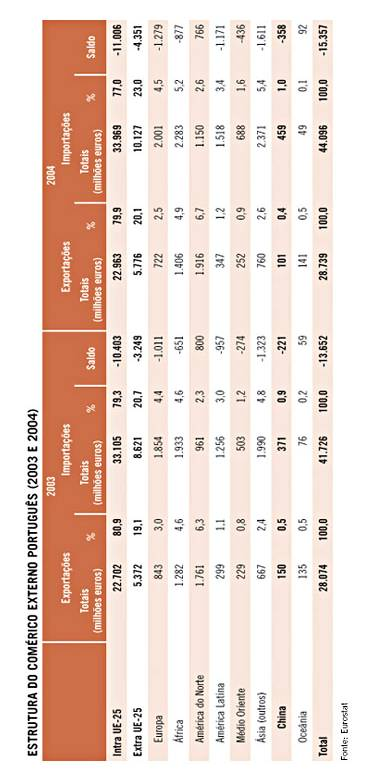 ESTRUTURA DO COMÉRICO EXTERNO PORTUGUÊS (2003 E 2004)
2003 2004
Exportações Importações Saldo Exportações Importações Saldo
Totais % Totais % Totais % Totais %
(milhões euros) (milhões euros) (milhões euros) (milhões euros)
Intra UE-25 22.702 80,9 33.105 79,3 -10.403 22.963 79,9 33.969 77,0 -11.006
Extra UE-25 5.372 19,1 8.621 20,7 -3.249 5.776 20,1 10.127 23,0 -4.351
Europa 843 3,0 1.854 4,4 -1.011 722 2,5 2.001 4,5 -1.279
África 1.282 4,6 1.933 4,6 -651 1.406 4,9 2.283 5,2 -877
América do Norte 1.761 6,3 961 2,3 800 1.916 6,7 1.150 2,6 766
América Latina 299 1,1 1.256 3,0 -957 347 1,2 1.518 3,4 -1.171
Médio Oriente 229 0,8 503 1,2 -274 252 0,9 688 1,6 -436
Ásia (outros) 667 2,4 1.990 4,8 -1.323 760 2,6 2.371 5,4 -1.611
China 150 0,5 371 0,9 -221 101 0,4 459 1,0 -358
Oceânia 135 0,5 76 0,2 59 141 0,5 49 0,1 92
Total 28.074 100,0 41.726 100,0 -13.652 28.739 100,0 44.096 100,0 -15.357
Fonte: Eurostat